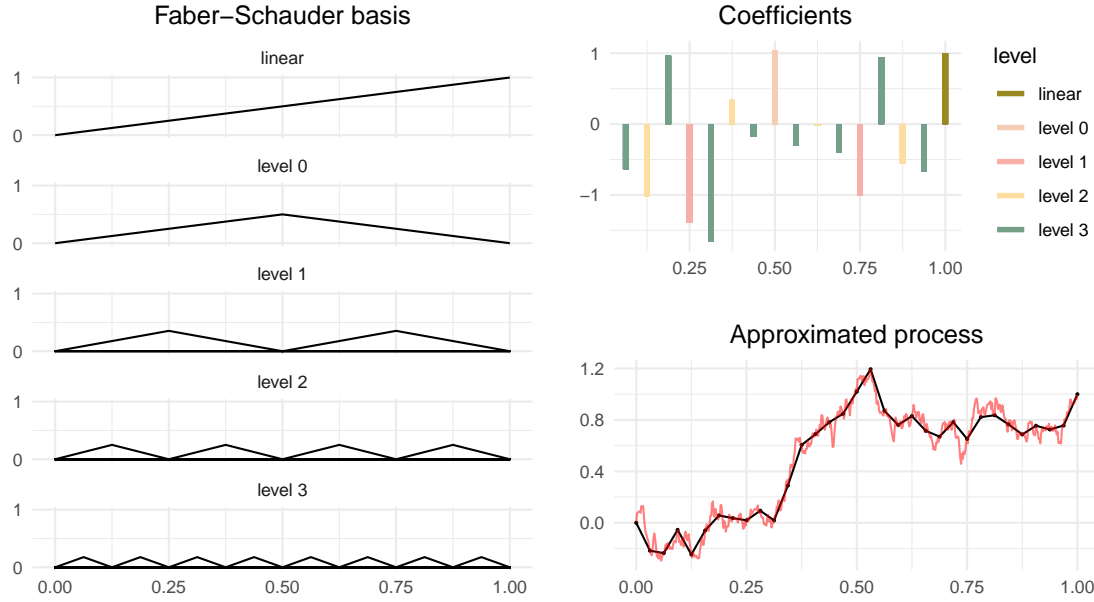 Faber−Schauder basis
linear
1
0
level 0
1
0
level 1
1
0
level 2
1
0
level 3
1
0
0.00 0.25 0.50 0.75 1.00
Coefficients
1
0
−1
0.25 0.50 0.75 1.00
level
linear
level 0
level 1
level 2
level 3
Approximated process
1.2
0.8
0.4
0.0
0.00 0.25 0.50 0.75 1.00